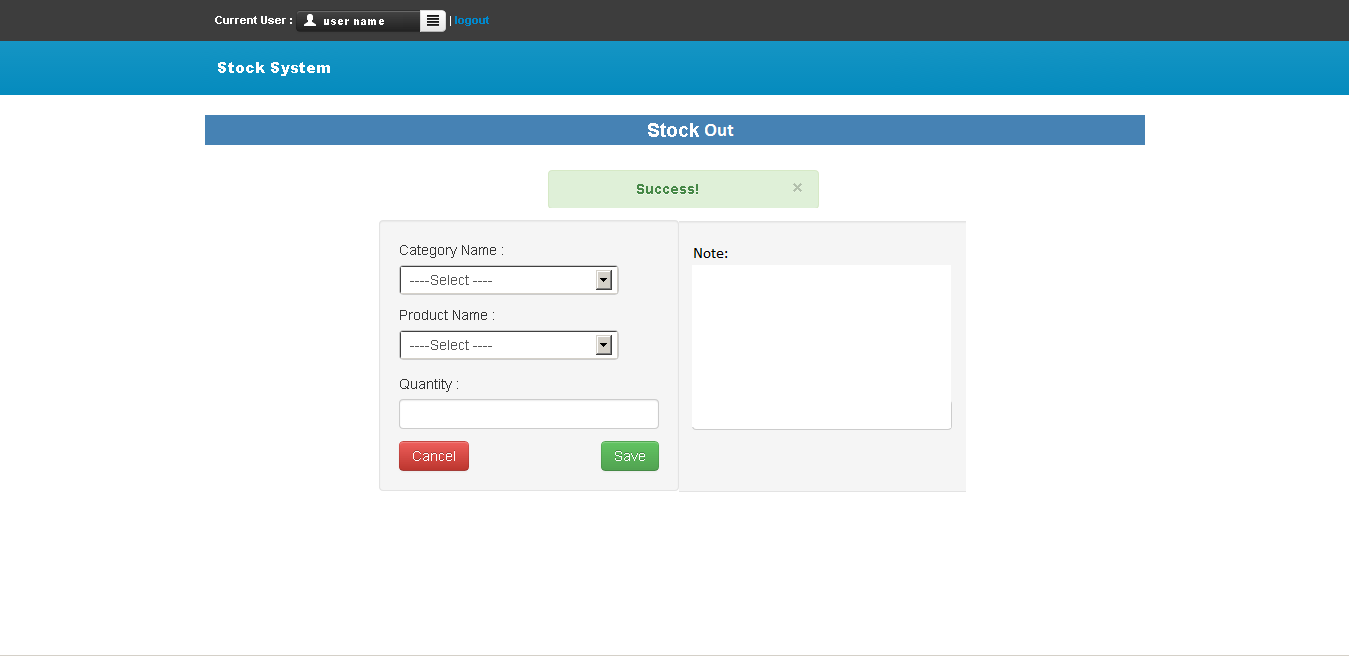 Current User : user name | logout
Stock System
Stock Out
Success! ×
Category Name :
----Select ----
Product Name :
----Select ----
Quantity :
Cancel Save
Note: